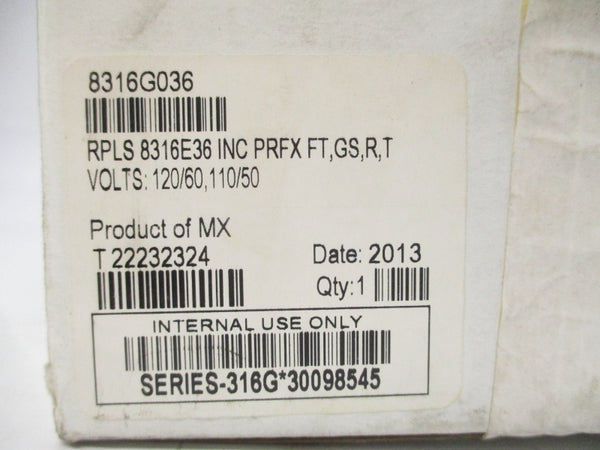 8316G036
RPLS 8316E36 INC PRFX FT,GS,R,T
VOLTS: 120/60,110/50
Product of MX
T 22232324 Date: 2013
Qty:1
INTERNAL USE ONLY
SERIES-316G*30098545